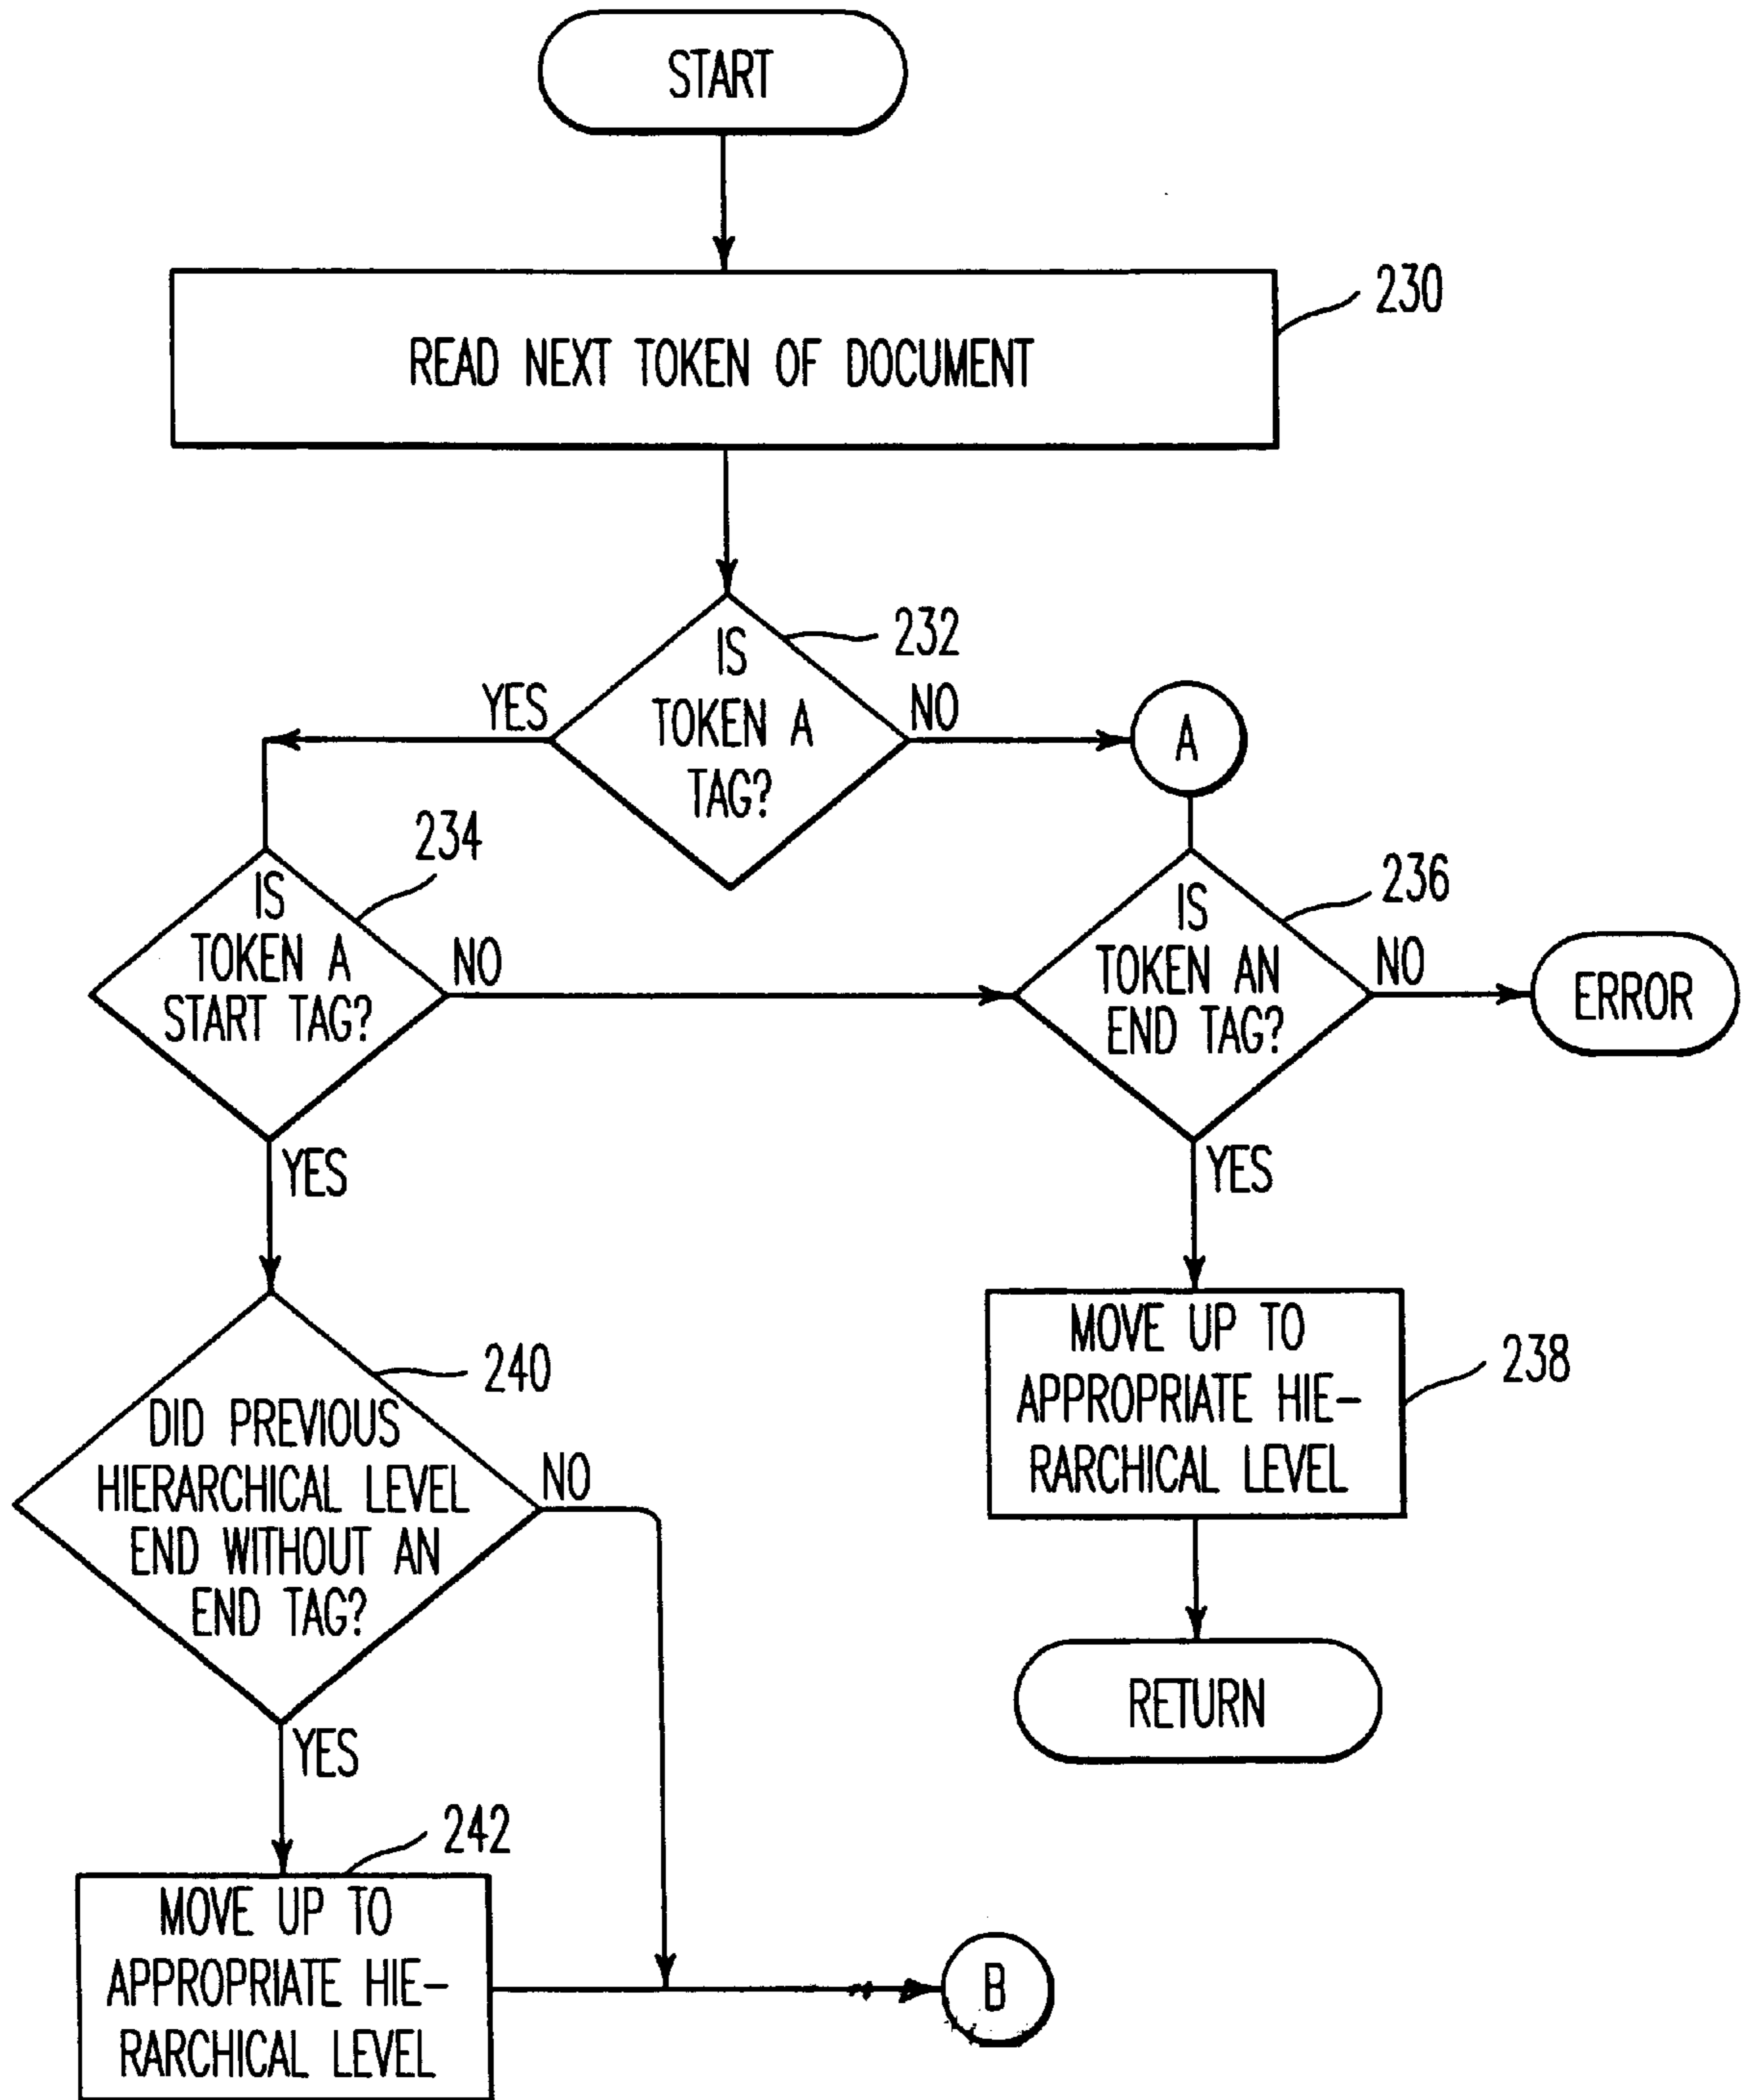 START
READ NEXT TOKEN OF DOCUMENT
230
IS
TOKEN A
TAG?
232
YES
NO
A
IS
TOKEN A
START TAG?
234
NO
YES
IS
TOKEN AN
END TAG?
236
NO
ERROR
YES
MOVE UP TO
APPROPRIATE HIE-
RARCHICAL LEVEL
238
RETURN
DID PREVIOUS
HIERARCHICAL LEVEL
END WITHOUT AN
END TAG?
240
NO
YES
MOVE UP TO
APPROPRIATE HIE-
RARCHICAL LEVEL
242
B